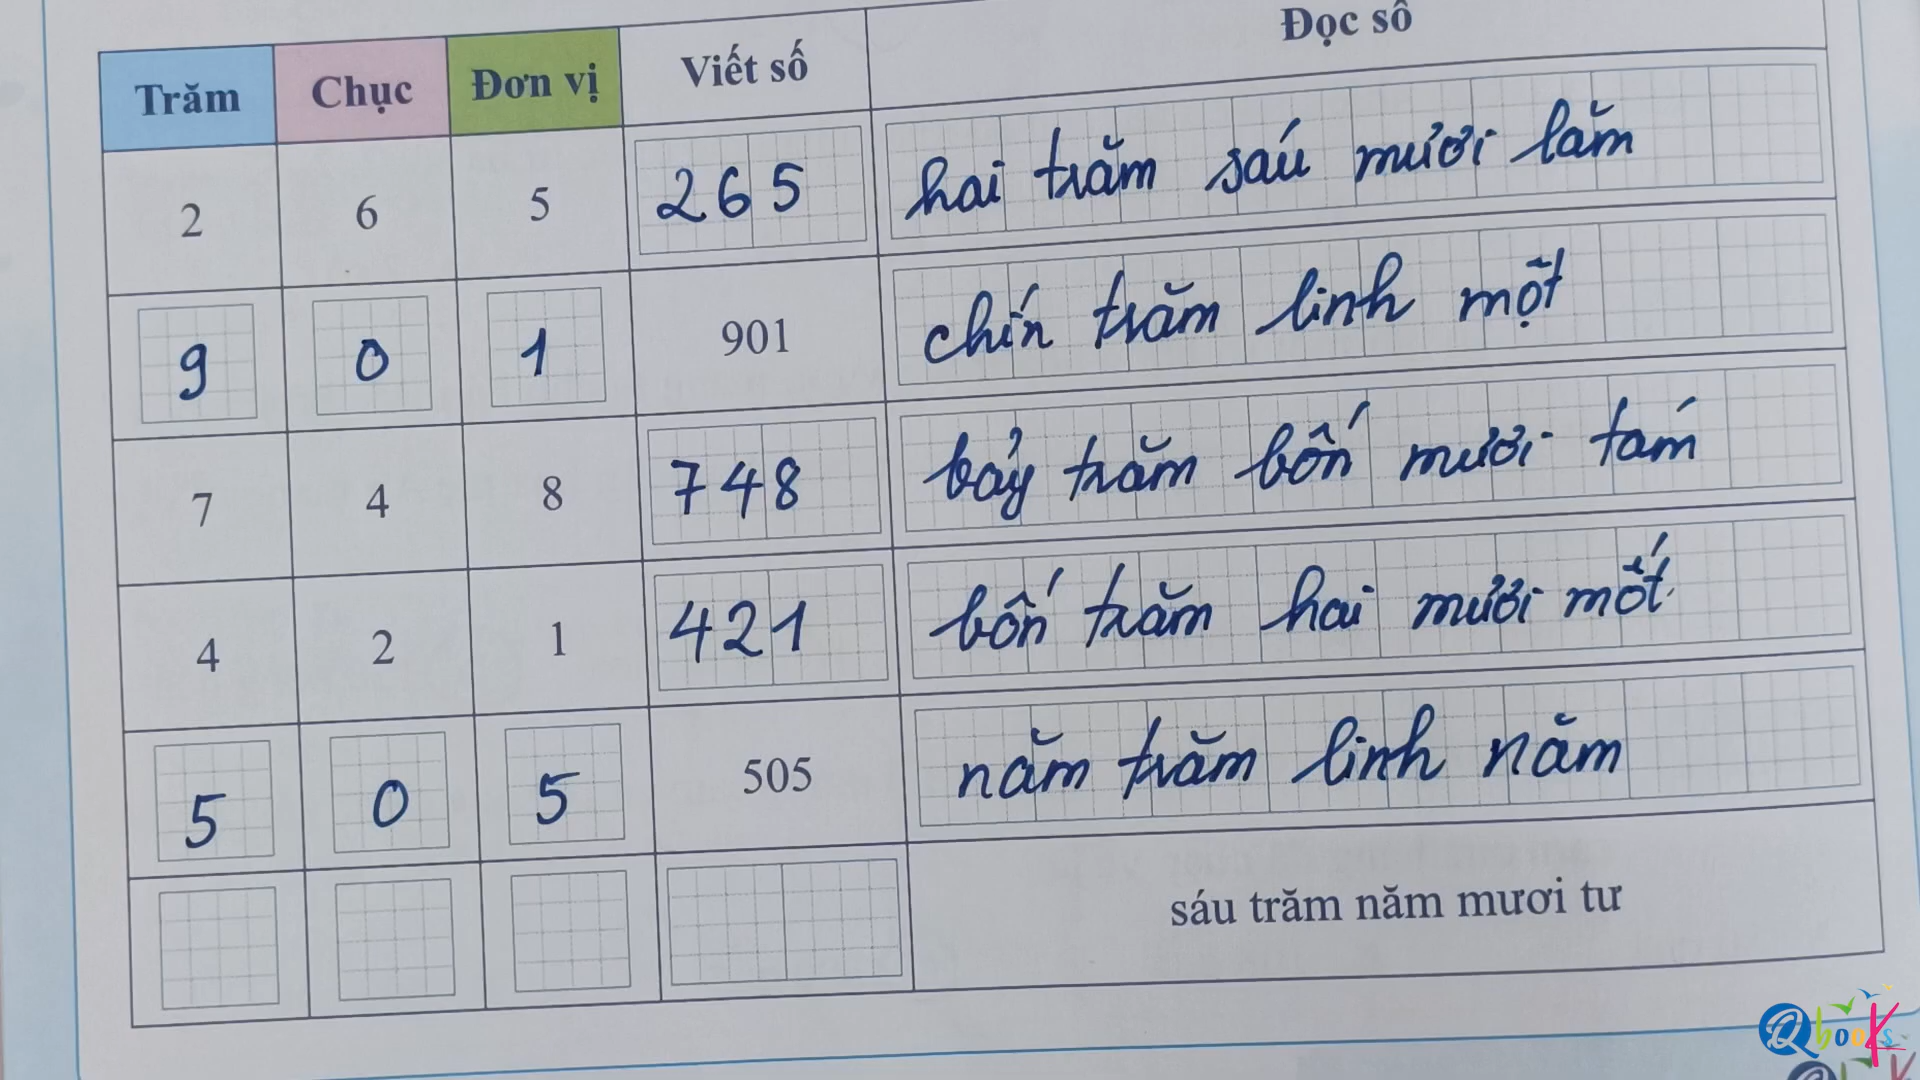 Trăm Chục Đơn vị Viết số Đọc số
2 6 5 265 hai trăm sáu mươi lăm
9 0 1 901 chín trăm linh một
7 4 8 748 bảy trăm bốn mươi tám
4 2 1 421 bốn trăm hai mươi mốt
5 0 5 505 năm trăm linh năm
sáu trăm năm mươi tư
Qbooks